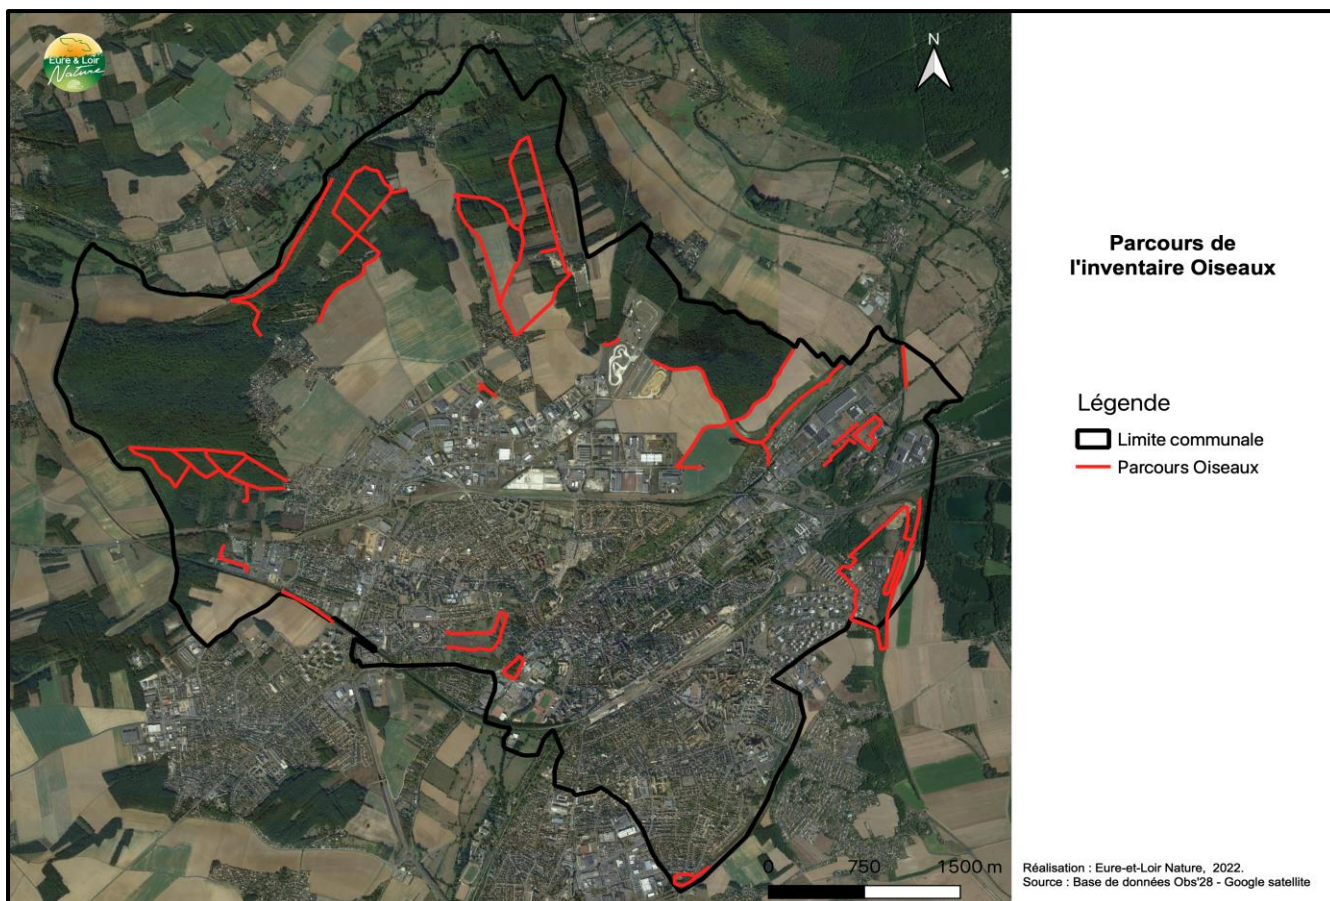 Eure & Loir
Nature
N
Parcours de
l'inventaire Oiseaux
Légende
Limite communale
Parcours Oiseaux
0 750 1500 m
Réalisation : Eure-et-Loir Nature, 2022.
Source : Base de données Obs'28 - Google satellite